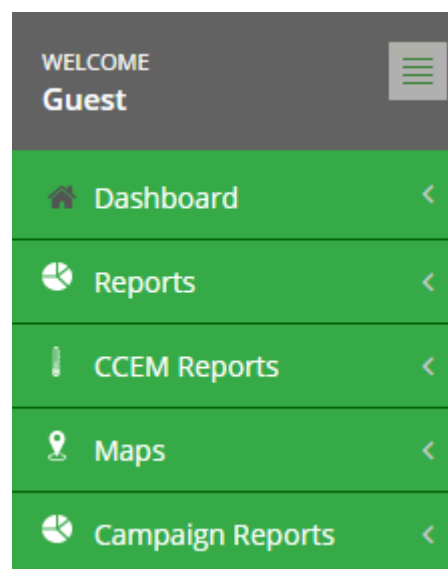 WELCOME
Guest
Dashboard
Reports
CCEM Reports
Maps
Campaign Reports